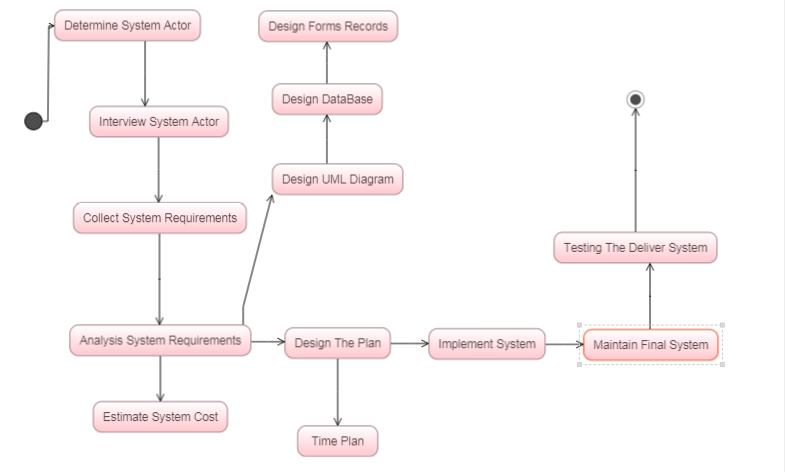 Determine System Actor
Interview System Actor
Collect System Requirements
Analysis System Requirements
Estimate System Cost
Design Forms Records
Design DataBase
Design UML Diagram
Design The Plan
Time Plan
Implement System
Maintain Final System
Testing The Deliver System